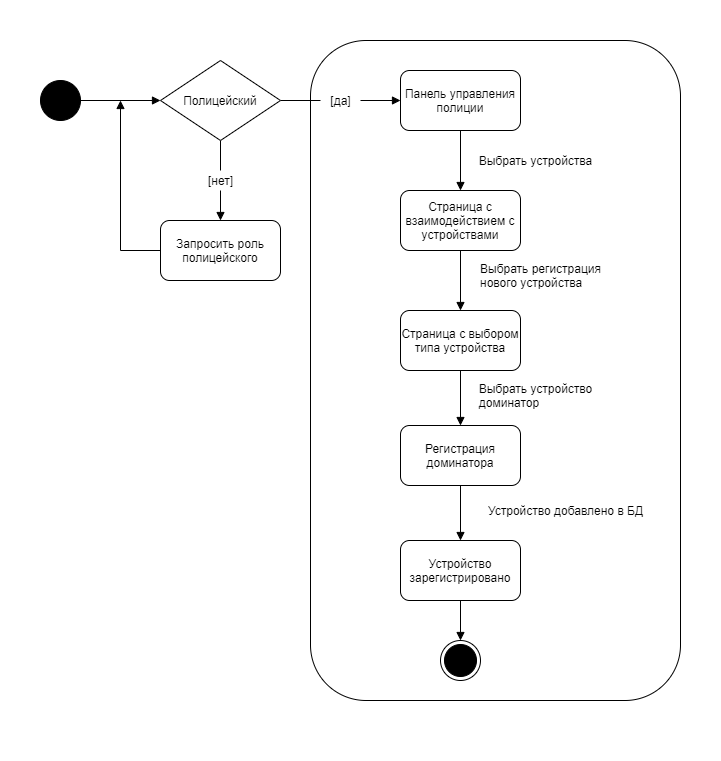 Полицейский
[да]
Панель управления
полиции
Выбрать устройства
[нет]
Страница с
взаимодействием с
устройствами
Запросить роль
полицейского
Выбрать регистрация
нового устройства
Страница с выбором
типа устройства
Выбрать устройство
доминатор
Регистрация
доминатора
Устройство добавлено в БД
Устройство
зарегистрировано